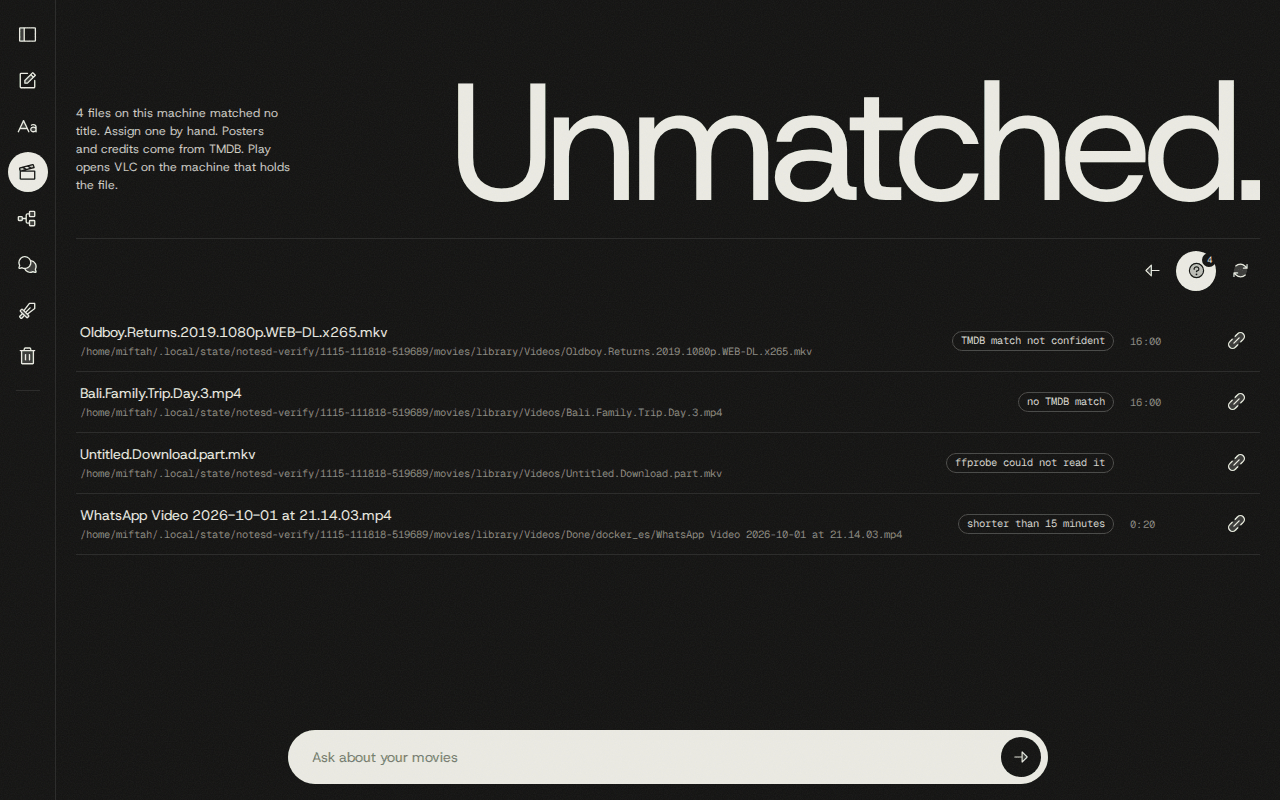 Aa
4 files on this machine matched no
title. Assign one by hand. Posters
and credits come from TMDB. Play
opens VLC on the machine that holds
the file.
Unmatched.
4
Oldboy.Returns.2019.1080p.WEB-DL.x265.mkv
/home/miftah/.local/state/notesd-verify/1115-111818-519689/movies/library/Videos/Oldboy.Returns.2019.1080p.WEB-DL.x265.mkv
TMDB match not confident
16:00
Bali.Family.Trip.Day.3.mp4
/home/miftah/.local/state/notesd-verify/1115-111818-519689/movies/library/Videos/Bali.Family.Trip.Day.3.mp4
no TMDB match
16:00
Untitled.Download.part.mkv
/home/miftah/.local/state/notesd-verify/1115-111818-519689/movies/library/Videos/Untitled.Download.part.mkv
ffprobe could not read it
WhatsApp Video 2026-10-01 at 21.14.03.mp4
/home/miftah/.local/state/notesd-verify/1115-111818-519689/movies/library/Videos/Done/docker_es/WhatsApp Video 2026-10-01 at 21.14.03.mp4
shorter than 15 minutes
0:20
Ask about your movies